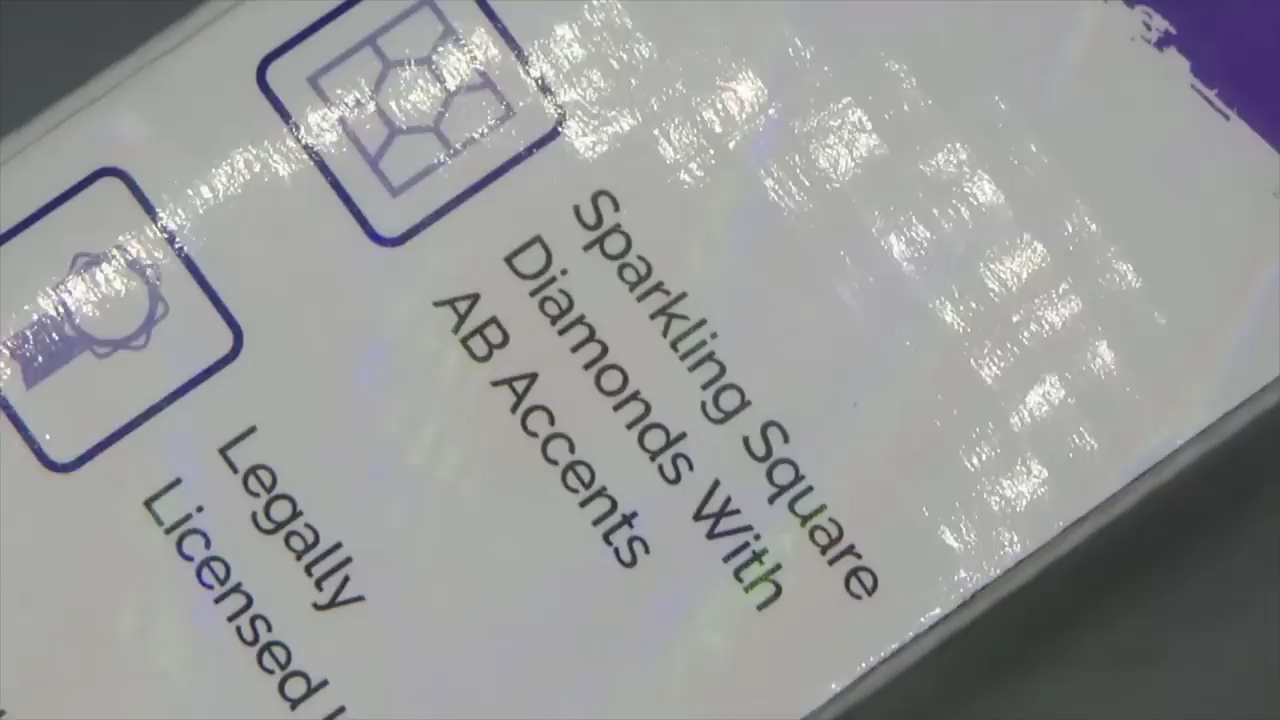 Sparkling Square
Diamonds With
AB Accents
Legally
Licensed